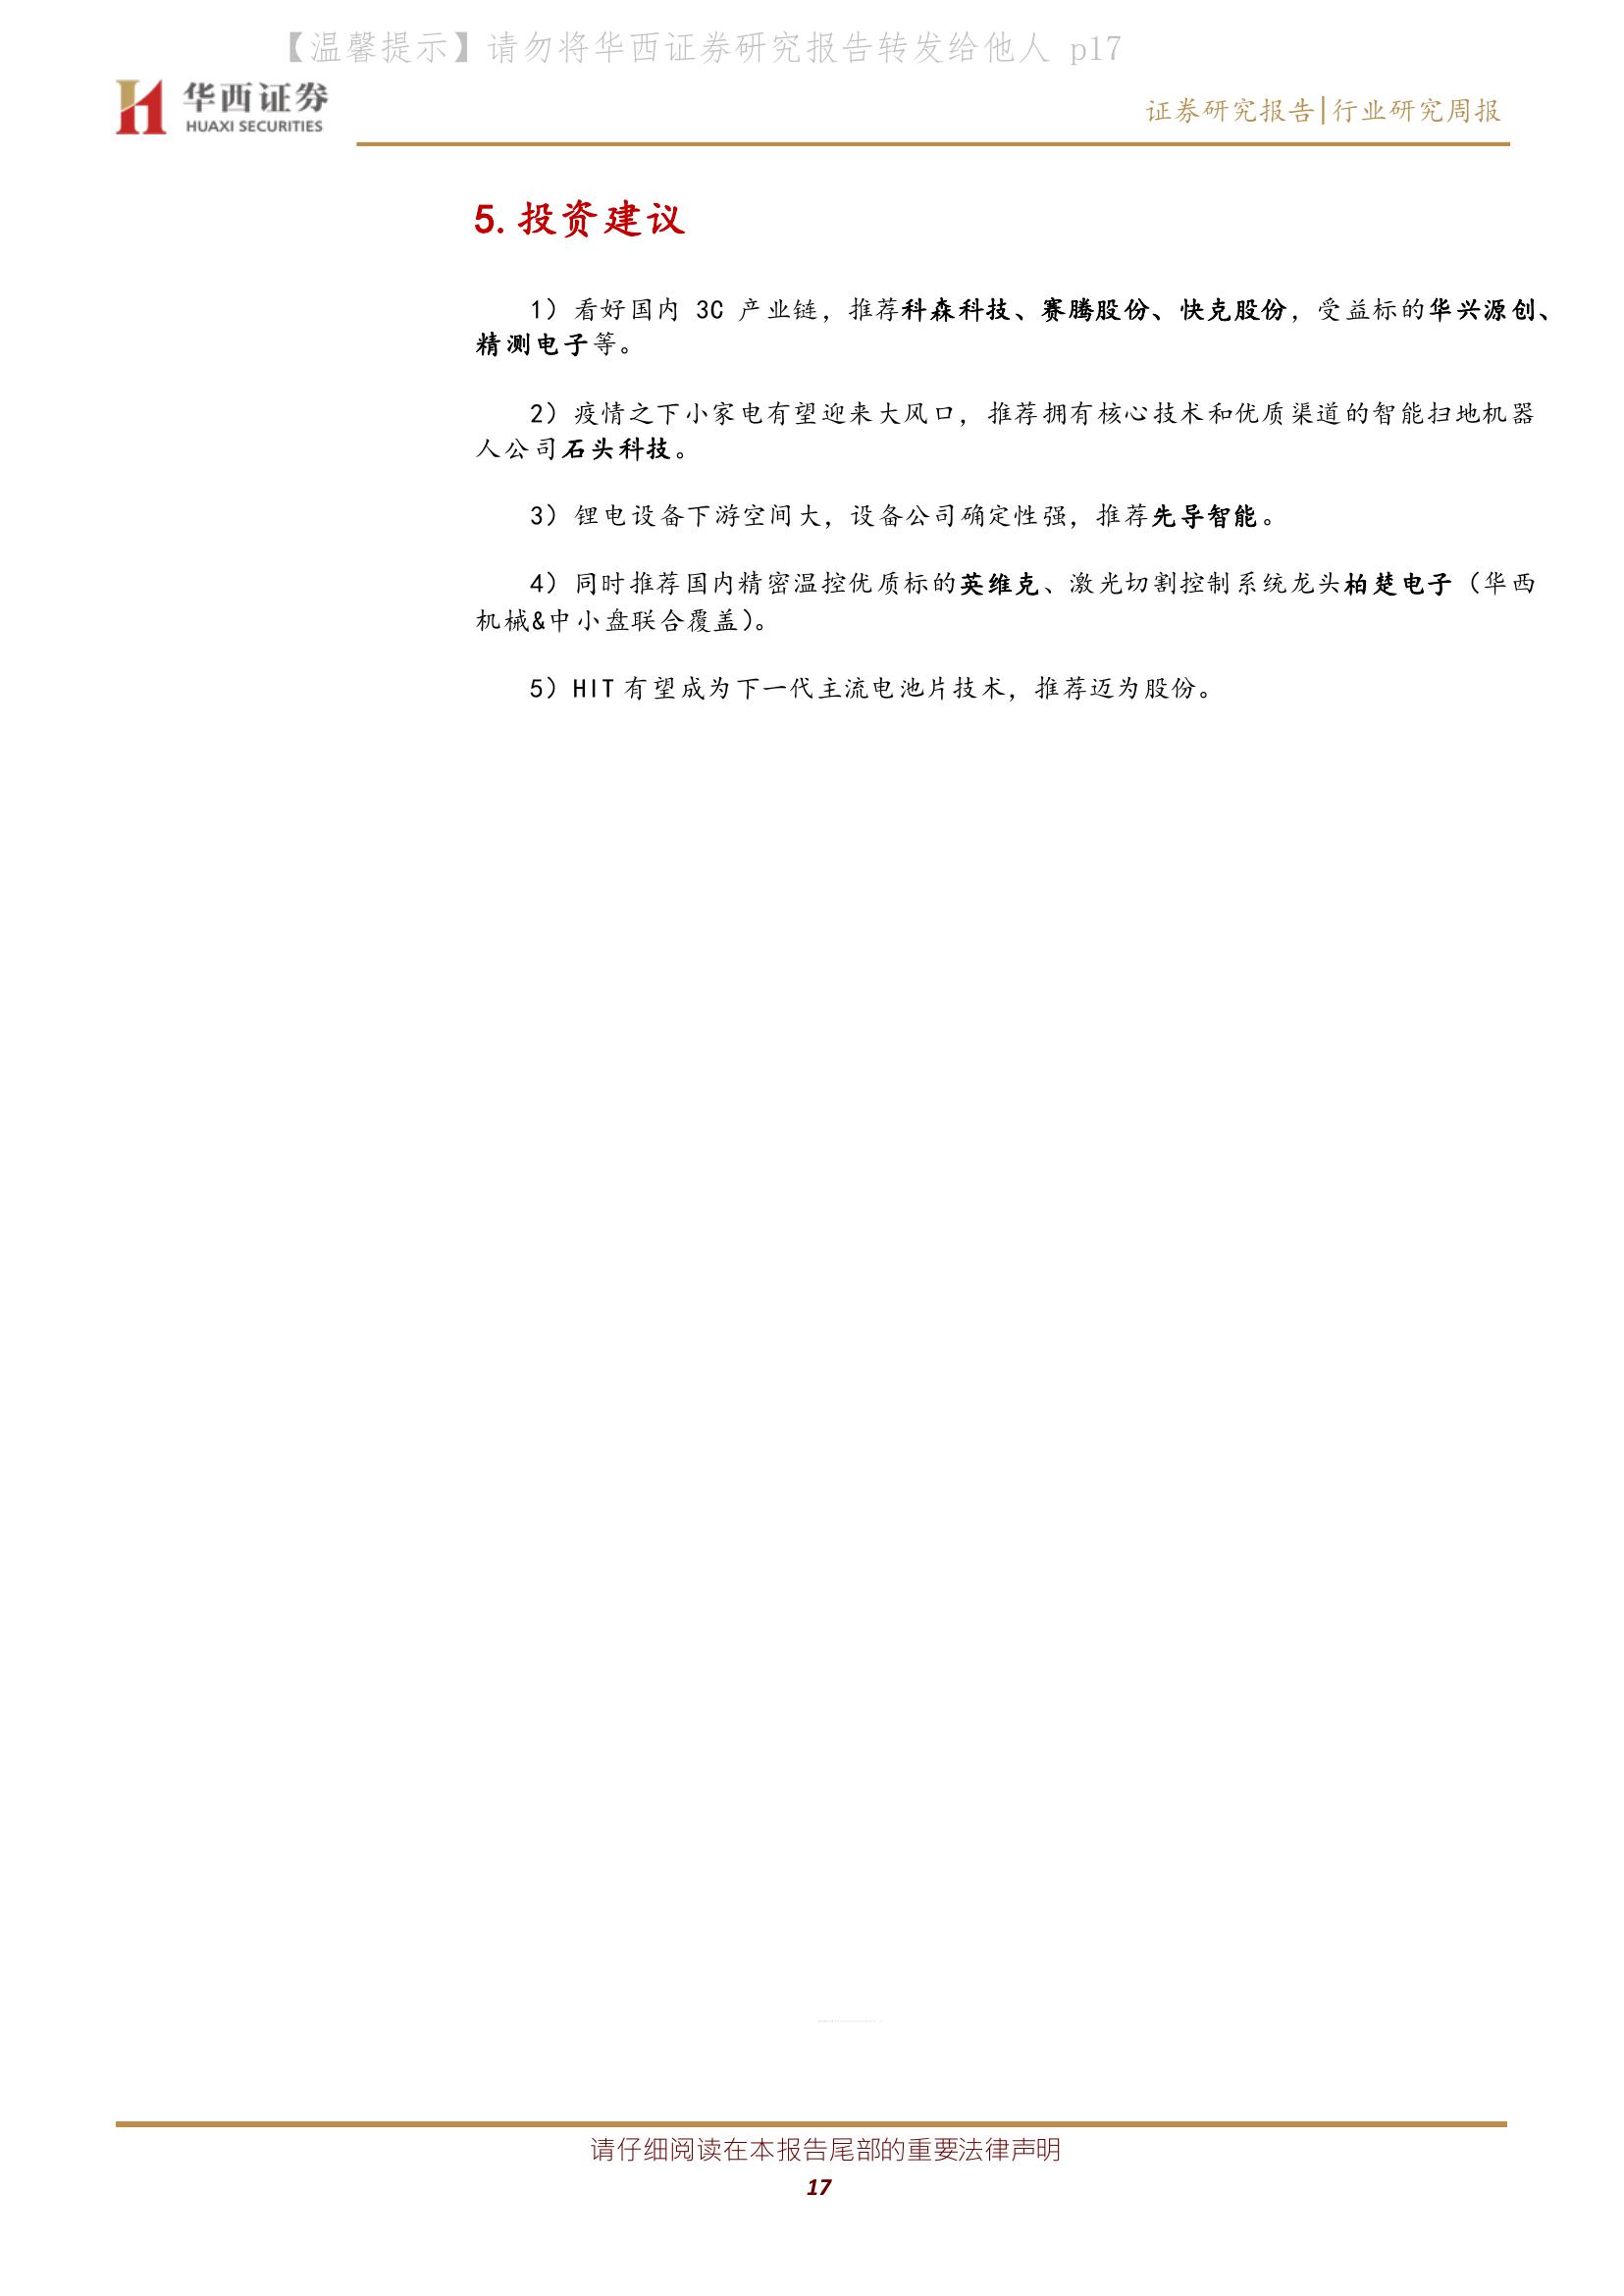 【温馨提示】请勿将华西证券研究报告转发给他人 p17
华西证券
HUAXI SECURITIES
证券研究报告|行业研究周报
5.投资建议
1）看好国内 3C 产业链，推荐科森科技、赛腾股份、快克股份，受益标的华兴源创、
精测电子等。
2）疫情之下小家电有望迎来大风口，推荐拥有核心技术和优质渠道的智能扫地机器
人公司石头科技。
3）锂电设备下游空间大，设备公司确定性强，推荐先导智能。
4）同时推荐国内精密温控优质标的英维克、激光切割控制系统龙头柏楚电子（华西
机械&中小盘联合覆盖）。
5）HIT 有望成为下一代主流电池片技术，推荐迈为股份。
请仔细阅读在本报告尾部的重要法律声明
17